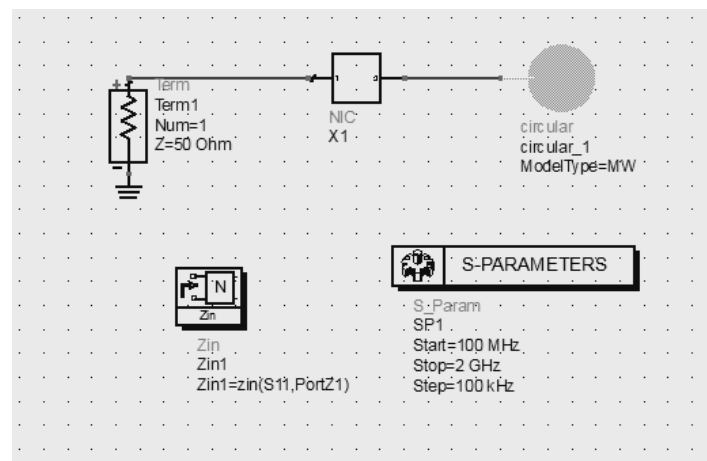 Term
Term1
Num=1
Z=50 Ohm
1
2
NIC
X1
circular
circular_1
ModelType=MW
N
Zin
Zin
Zin1
Zin1=zin(S11,PortZ1)
S-PARAMETERS
S_Param
SP1
Start=100 MHz
Stop=2 GHz
Step=100 kHz